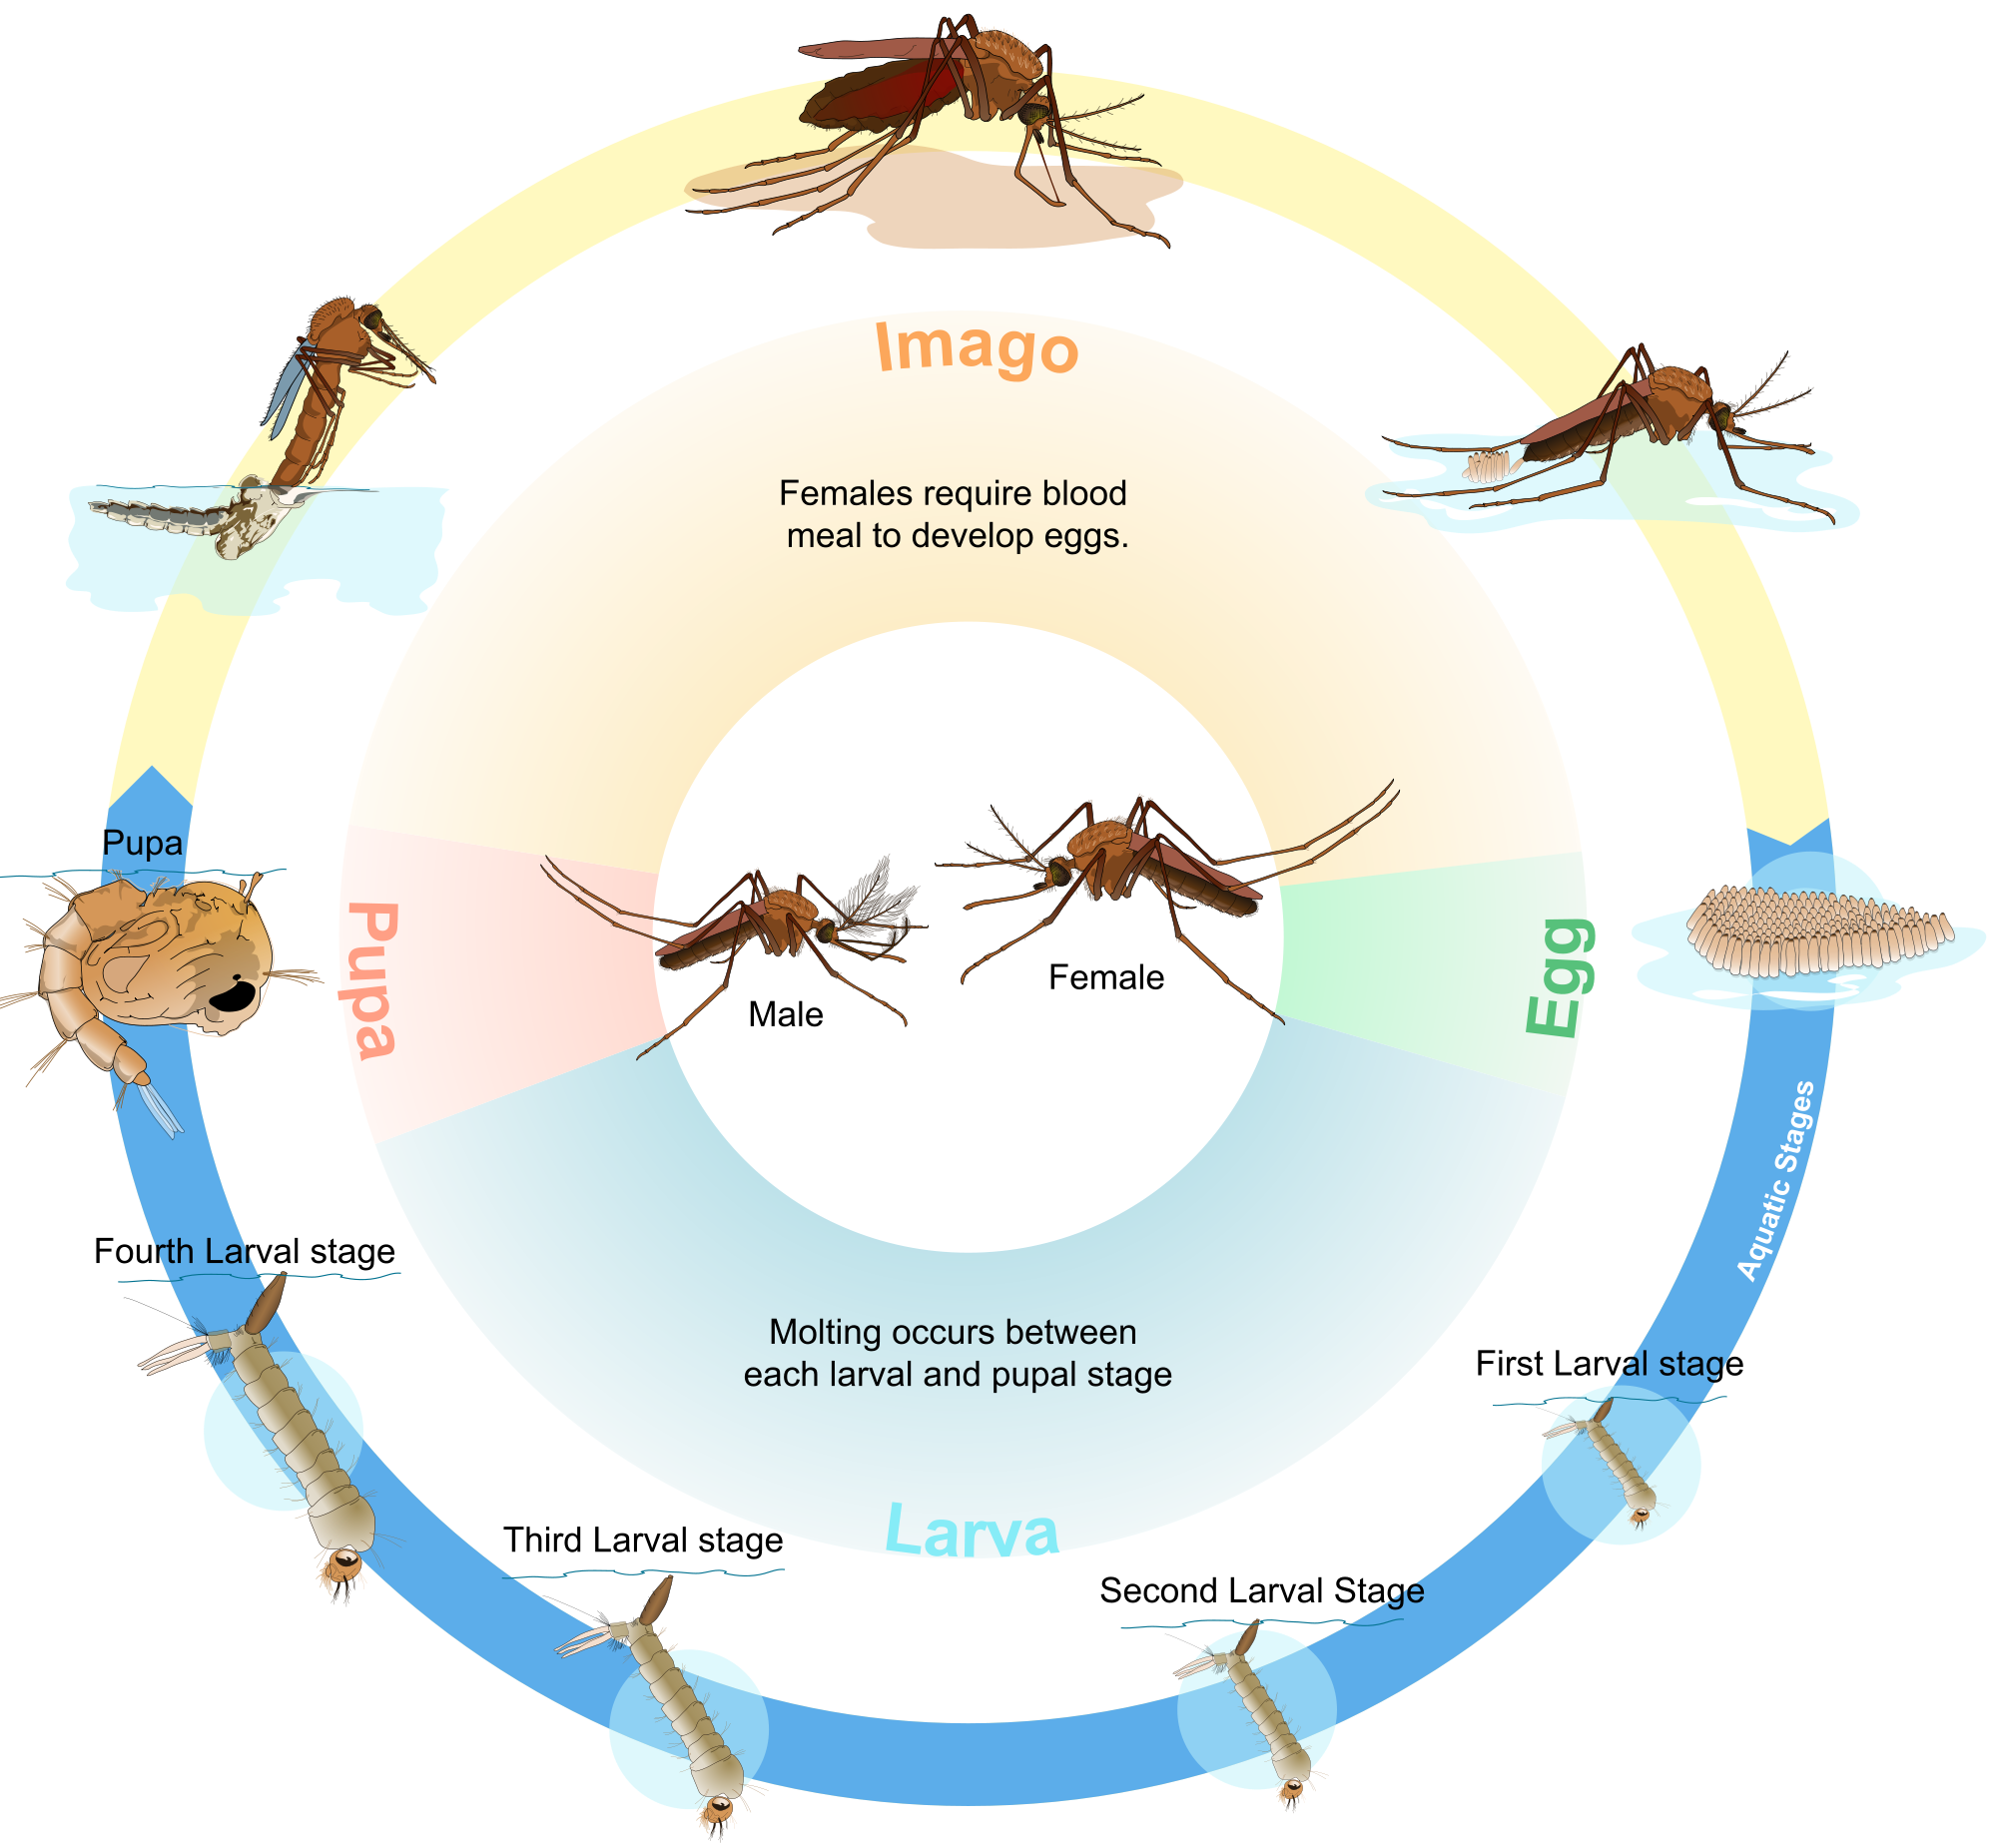 Imago
Females require blood
meal to develop eggs.
Pupa
Pupa
Male
Female
Egg
Aquatic Stages
Fourth Larval stage
Molting occurs between
each larval and pupal stage
First Larval stage
Larva
Third Larval stage
Second Larval Stage